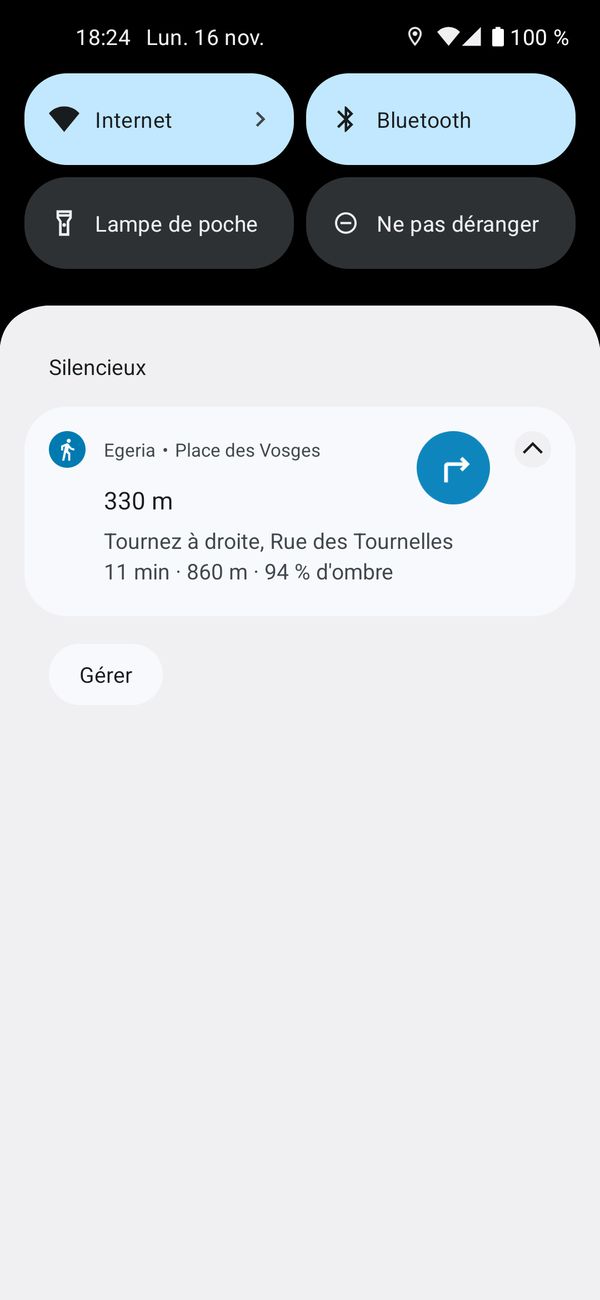 18:24 Lun. 16 nov. 100 %
Internet
Bluetooth
Lampe de poche
Ne pas déranger
Silencieux
Egeria • Place des Vosges
330 m
Tournez à droite, Rue des Tournelles
11 min · 860 m · 94 % d'ombre
Gérer